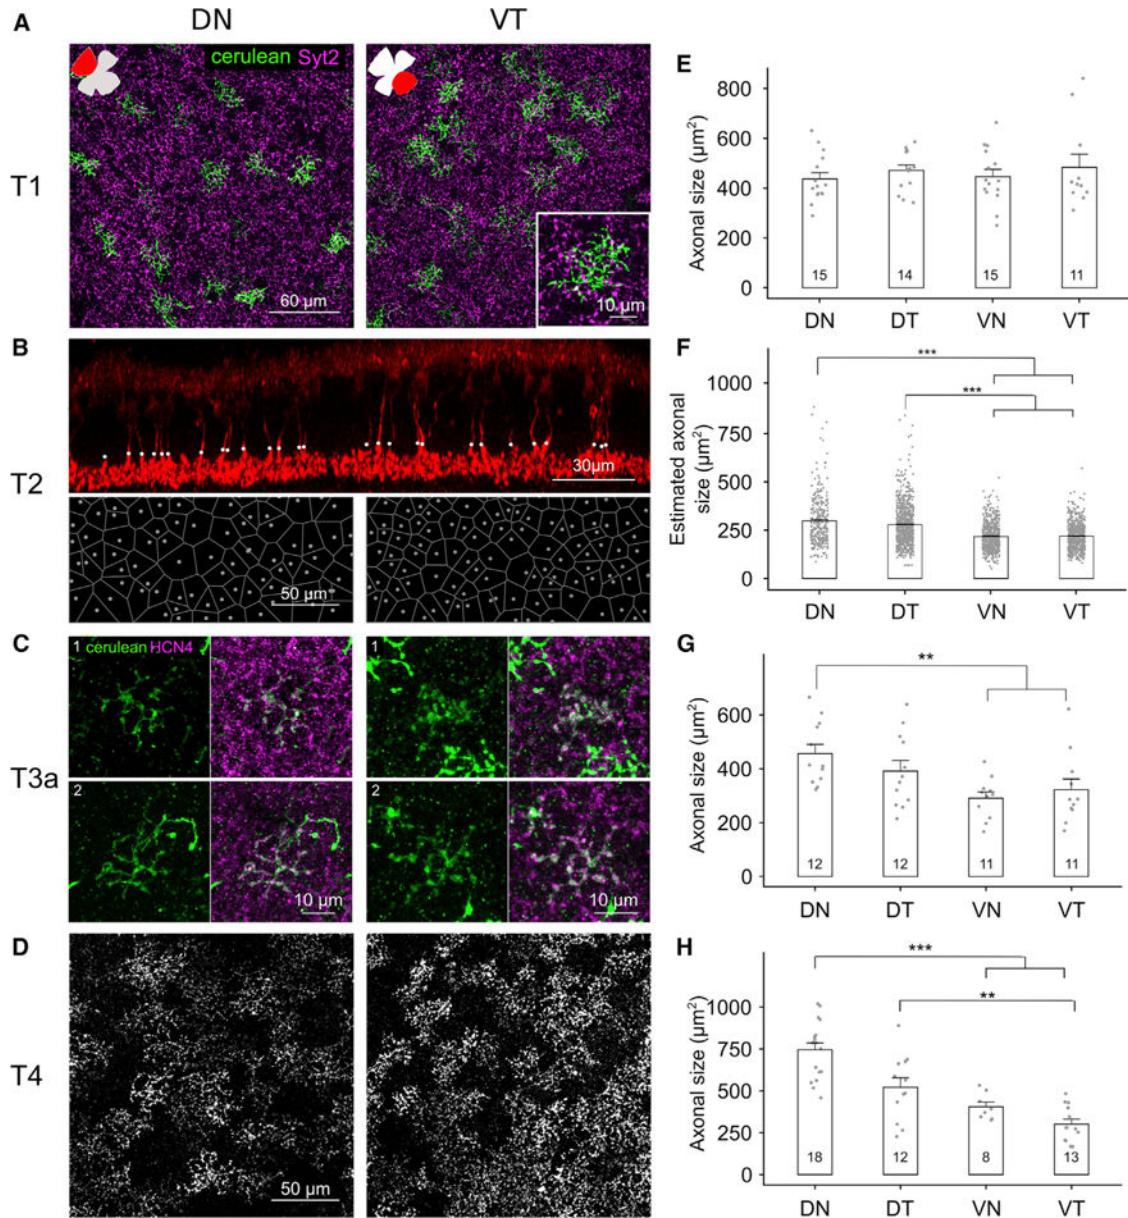 DN
VT
A
T1
cerulean Syt2
60 µm
10 µm
B
T2
30µm
50 µm
C
T3a
1 cerulean HCN4
1
2
10 µm
2
10 µm
D
T4
50 µm
E
Axonal size (µm²)
800
600
400
200
0
15
14
15
11
DN DT VN VT
F
Estimated axonal
size (µm²)
1000
750
500
250
0
***
***
DN DT VN VT
G
Axonal size (µm²)
600
400
200
0
**
12
12
11
11
DN DT VN VT
H
Axonal size (µm²)
1000
750
500
250
0
***
**
18
12
8
13
DN DT VN VT